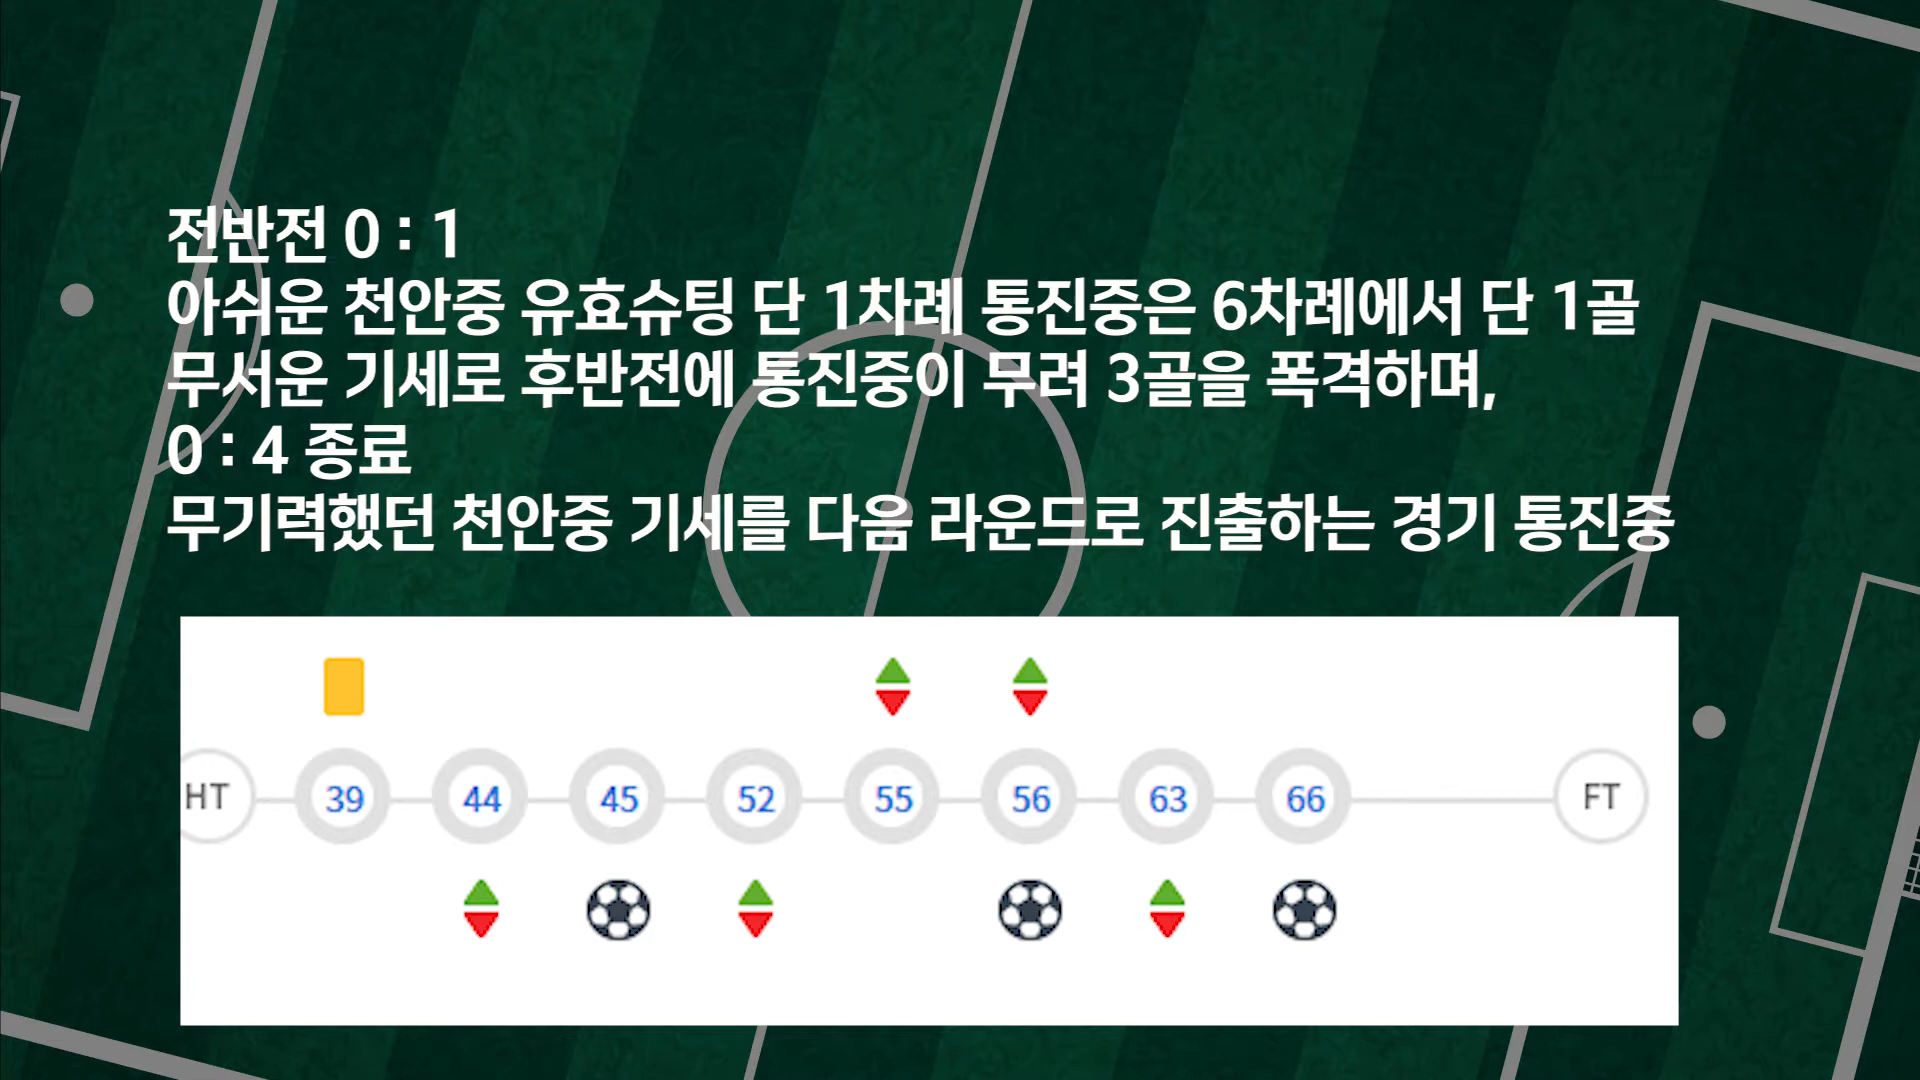 전반전 0 : 1
아쉬운 천안중 유효슈팅 단 1차례 통진중은 6차례에서 단 1골
무서운 기세로 후반전에 통진중이 무려 3골을 폭격하며,
0 : 4 종료
무기력했던 천안중 기세를 다음 라운드로 진출하는 경기 통진중
HT 39 44 45 52 55 56 63 66 FT